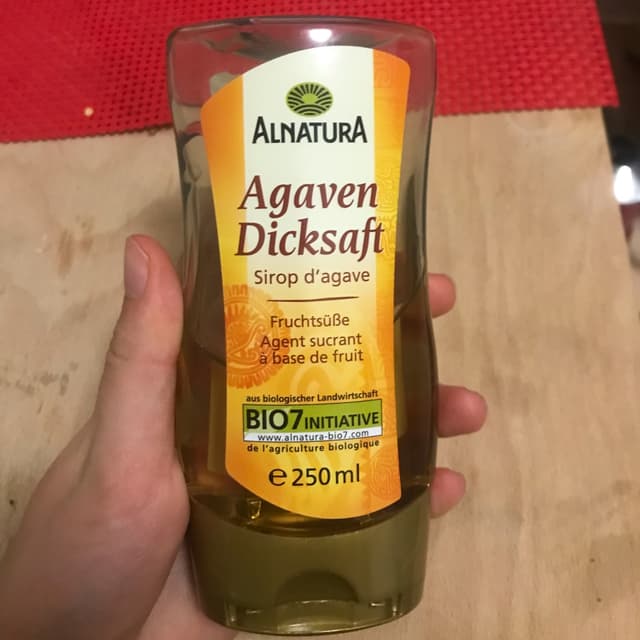 ALNATURA
Agaven
Dicksaft
Sirop d'agave
Fruchtsüße
Agent sucrant
à base de fruit
aus biologischer Landwirtschaft
BIO7 INITIATIVE
www.alnatura-bio7.com
de l'agriculture biologique
e 250 ml